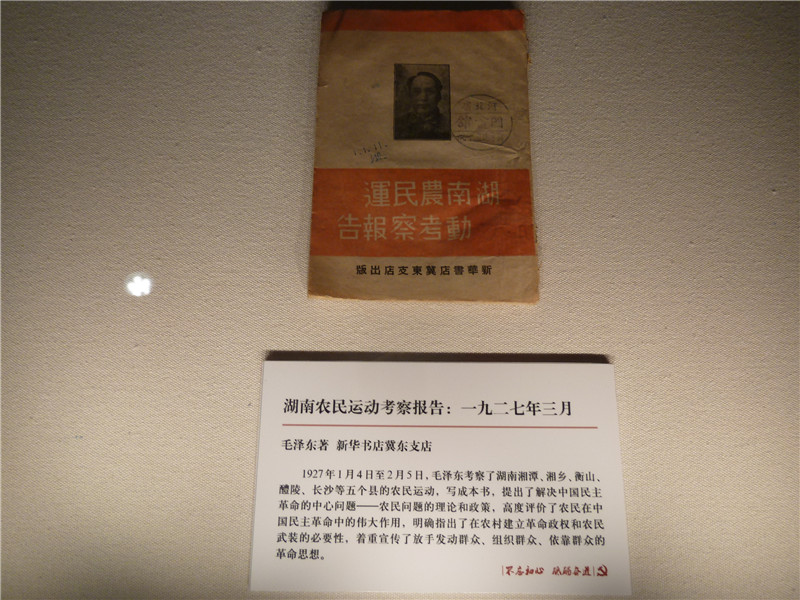 湖南農民運
動考察報告
新華書店冀東支店出版
湖南农民运动考察报告：一九二七年三月
毛泽东著 新华书店冀东支店
1927年1月4日至2月5日，毛泽东考察了湖南湘潭、湘乡、衡山、
醴陵、长沙等五个县的农民运动，写成本书，提出了解决中国民主
革命的中心问题——农民问题的理论和政策，高度评价了农民在中
国民主革命中的伟大作用，明确指出了在农村建立革命政权和农民
武装的必要性，着重宣传了放手发动群众、组织群众、依靠群众的
革命思想。
不忘初心 砥砺奋进